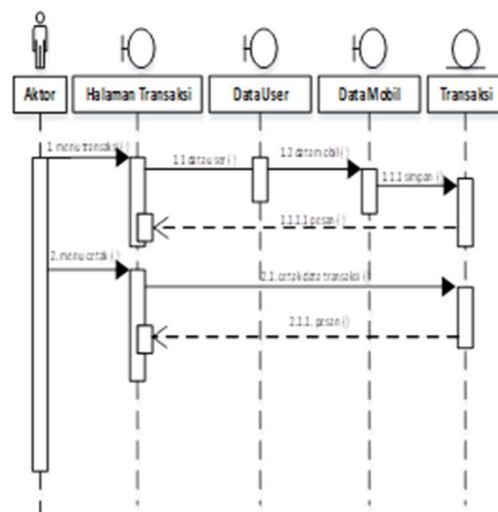 Aktor
Halaman Transaksi
DataUser
DataMobil
Transaksi
1. menu transaksi()
1.1 data user()
1.2 data mobil()
1.1.1 simpan()
1.1.1.1 pesan()
2. menu cetak()
2.1. cetak data transaksi()
2.1.1. pesan()